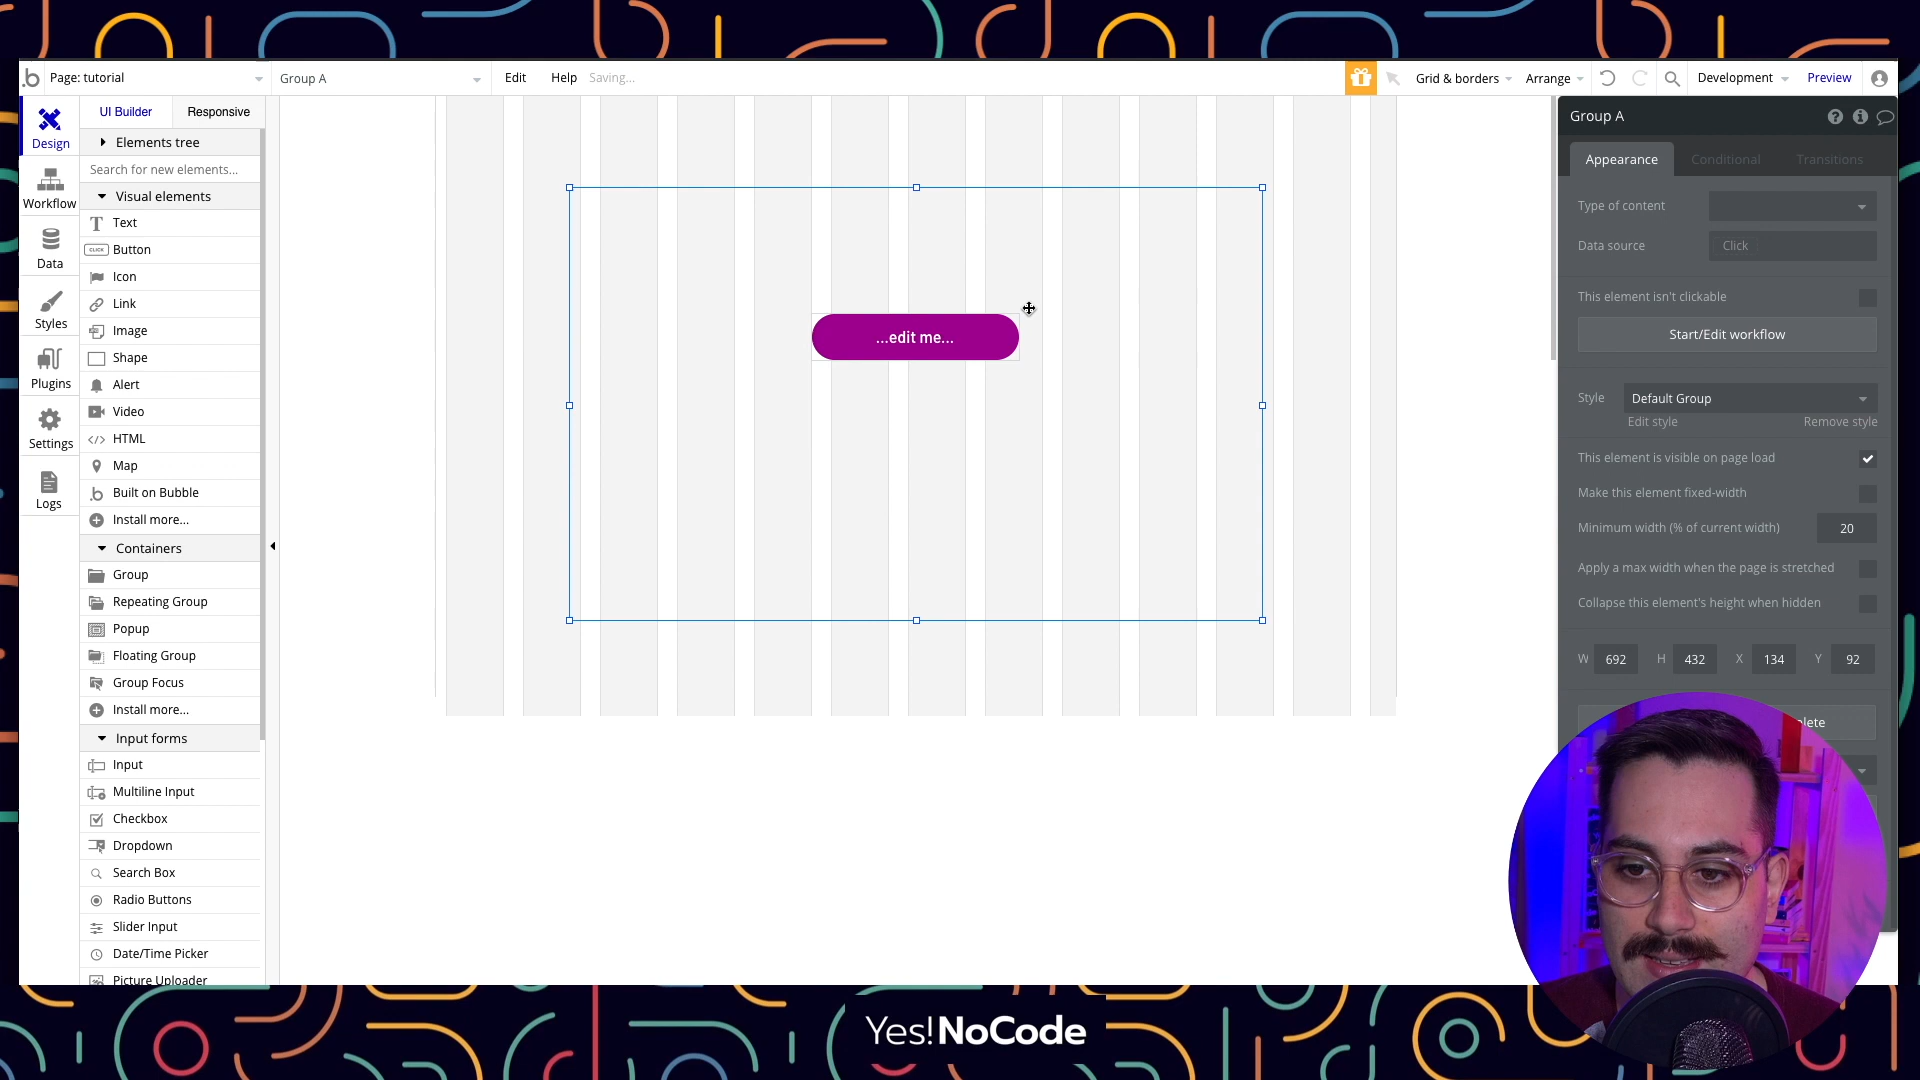 Page: tutorial
Group A
Edit
Help
Saving...
Grid & borders
Arrange
Development
Preview
UI Builder
Responsive
Design
Workflow
Data
Styles
Plugins
Settings
Logs
Elements tree
Search for new elements...
Visual elements
Text
CLICK
Button
Icon
Link
Image
Shape
Alert
Video
HTML
Map
Built on Bubble
Install more...
Containers
Group
Repeating Group
Popup
Floating Group
Group Focus
Install more...
Input forms
Input
Multiline Input
Checkbox
Dropdown
Search Box
Radio Buttons
Slider Input
Date/Time Picker
Picture Uploader
...edit me...
Group A
Appearance
Conditional
Transitions
Type of content
Data source
Click
This element isn't clickable
Start/Edit workflow
Style
Default Group
Edit style
Remove style
This element is visible on page load
Make this element fixed-width
Minimum width (% of current width)
20
Apply a max width when the page is stretched
Collapse this element's height when hidden
W 692 H 432 X 134 Y 92
Yes!NoCode